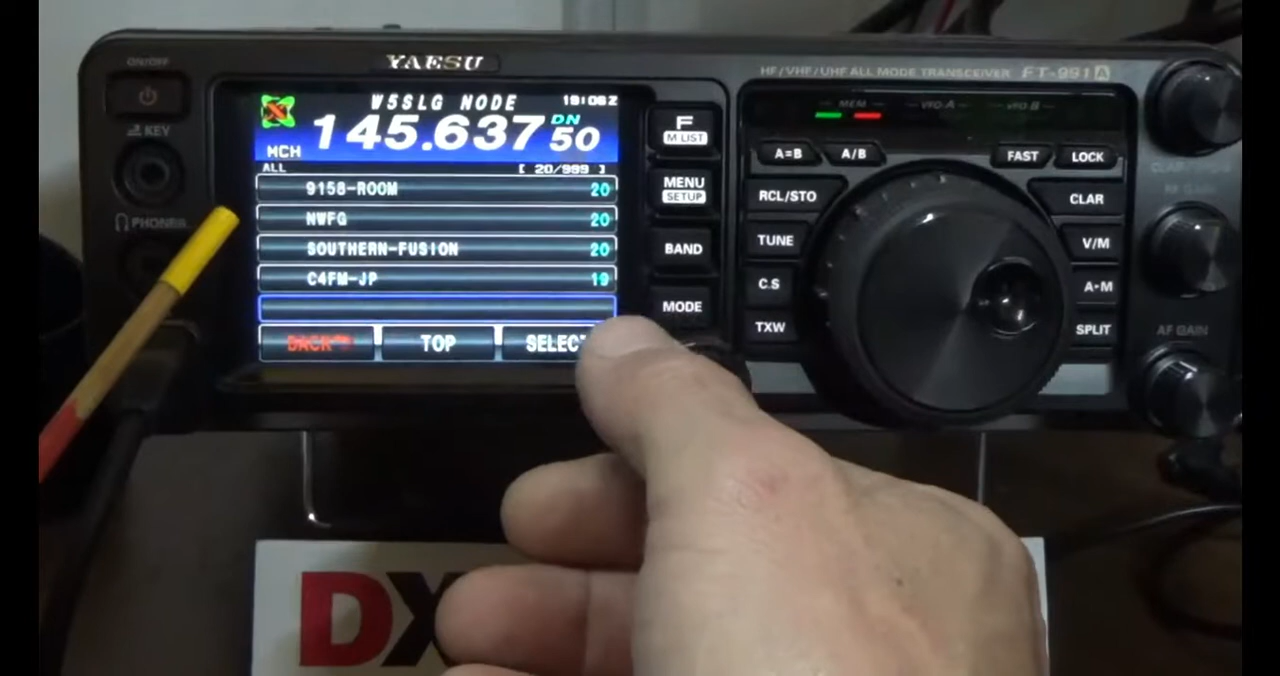 YAESU
HF/VHF/UHF ALL MODE TRANSCEIVER FT-991A
ON/OFF
KEY
PHONES
W5SLG NODE 19:06Z
MCH 145.637 DN 50
ALL [ 20/999 ]
9158-ROOM 20
NWFG 20
SOUTHERN-FUSION 20
C4FM-JP 19
BACK TOP SELECT
F
M LIST
MENU
SETUP
BAND
MODE
MEM VFO-A VFO-B
A=B A/B FAST LOCK
RCL/STO CLAR
TUNE V/M
C.S A▸M
TXW SPLIT
RF GAIN
AF GAIN
DX